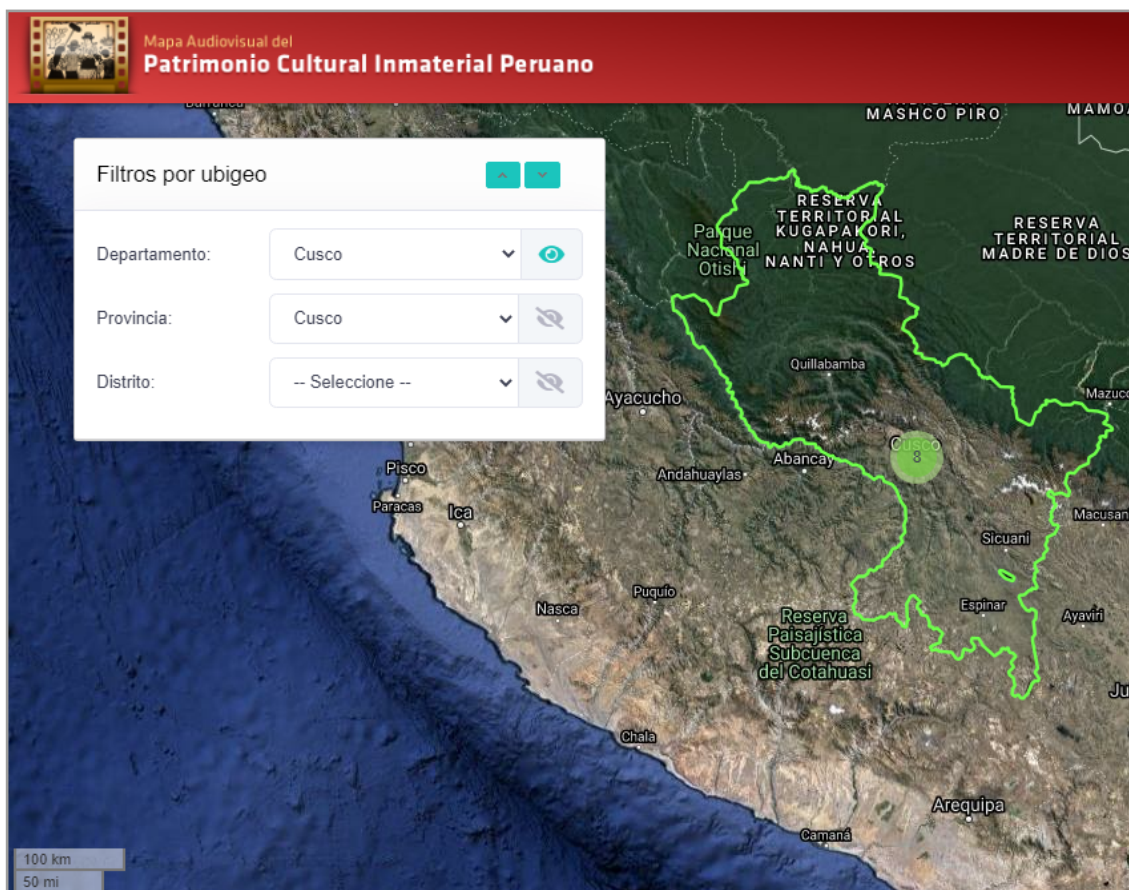 Mapa Audiovisual del
Patrimonio Cultural Inmaterial Peruano
MASHCO PIRO
Filtros por ubigeo
Departamento:
Cusco
Provincia:
Cusco
Distrito:
-- Seleccione --
RESERVA
TERRITORIAL
KUGAPAKORI,
NAHUA,
NANTI Y OTROS
Parque
Nacional
Otishi
RESERVA
TERRITORIAL
MADRE DE DIOS
Quillabamba
Ayacucho
Mazuco
Cusco
3
Abancay
Andahuaylas
Pisco
Paracas
Ica
Macusan
Sicuani
Nasca
Puquio
Espinar
Ayaviri
Reserva
Paisajística
Subcuenca
del Cotahuasi
Ju
Chala
Arequipa
Camaná
100 km
50 mi